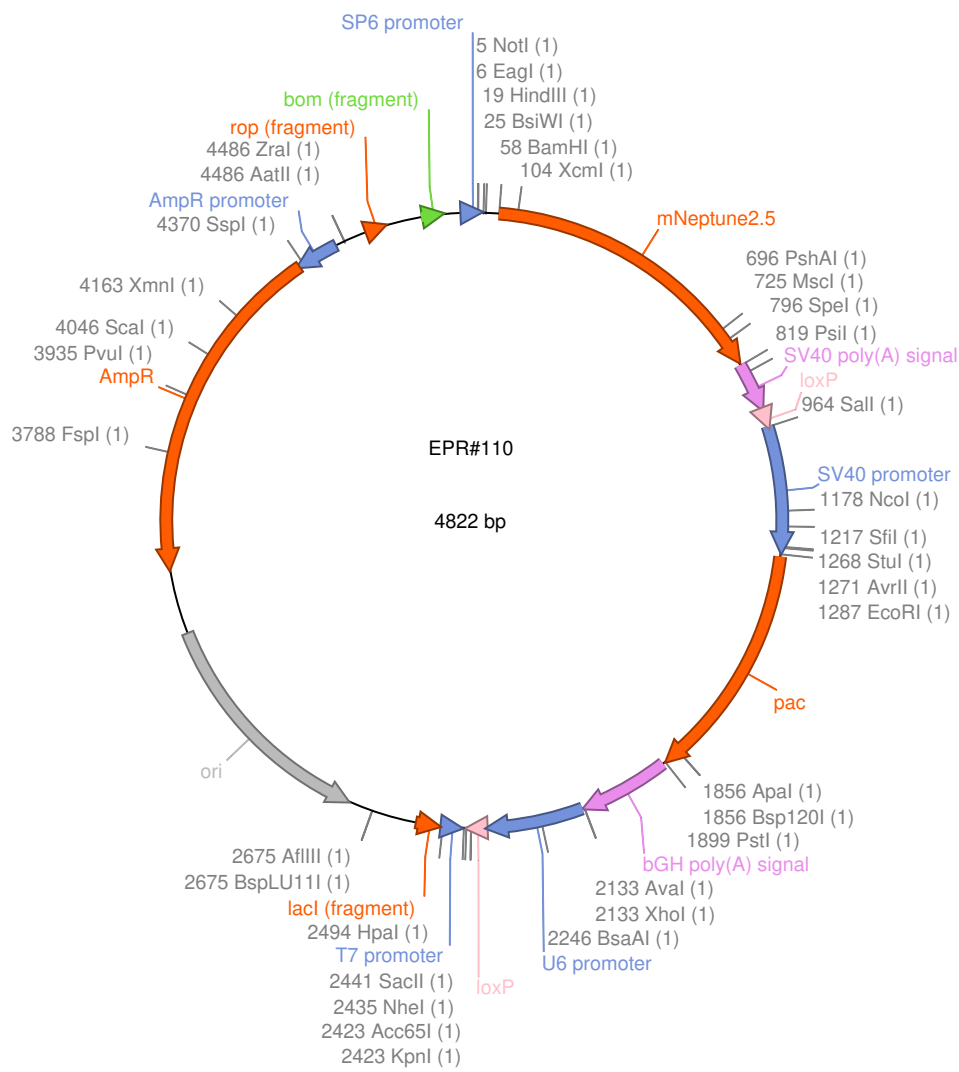 SP6 promoter
5 NotI (1)
6 EagI (1)
19 HindIII (1)
25 BsiWI (1)
58 BamHI (1)
104 XcmI (1)
bom (fragment)
rop (fragment)
4486 ZraI (1)
4486 AatII (1)
AmpR promoter
4370 SspI (1)
4163 XmnI (1)
4046 ScaI (1)
3935 PvuI (1)
AmpR
3788 FspI (1)
mNeptune2.5
696 PshAI (1)
725 MscI (1)
796 SpeI (1)
819 PsiI (1)
SV40 poly(A) signal
loxP
964 SalI (1)
EPR#110
4822 bp
SV40 promoter
1178 NcoI (1)
1217 SfiI (1)
1268 StuI (1)
1271 AvrII (1)
1287 EcoRI (1)
pac
ori
1856 ApaI (1)
1856 Bsp120I (1)
1899 PstI (1)
bGH poly(A) signal
2133 AvaI (1)
2133 XhoI (1)
2246 BsaAI (1)
U6 promoter
2675 AflIII (1)
2675 BspLU11I (1)
lacI (fragment)
2494 HpaI (1)
T7 promoter
2441 SacII (1)
loxP
2435 NheI (1)
2423 Acc65I (1)
2423 KpnI (1)